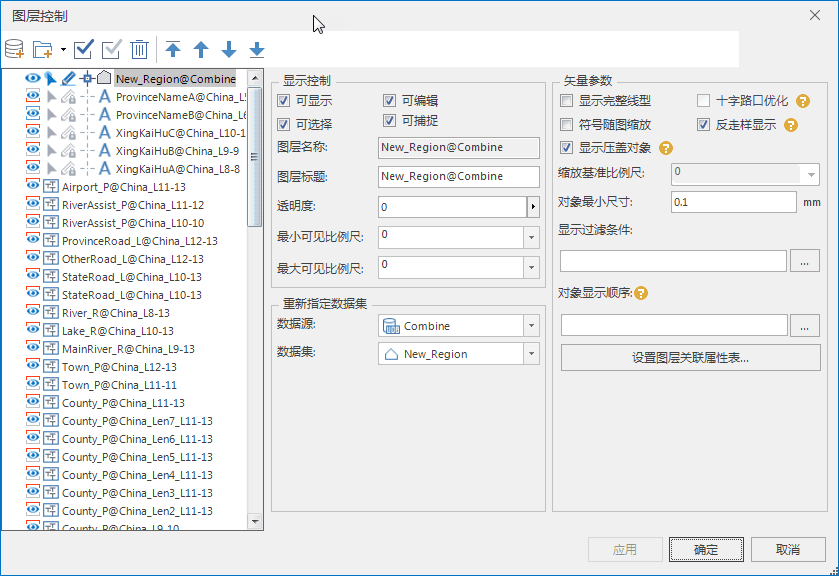 图层控制
New_Region@Combine
ProvinceNameA@China_L
ProvinceNameB@China_L
XingKaiHuC@China_L10-1
XingKaiHuB@China_L9-9
XingKaiHuA@China_L8-8
Airport_P@China_L11-13
RiverAssist_P@China_L11-12
RiverAssist_P@China_L10-10
ProvinceRoad_L@China_L12-13
OtherRoad_L@China_L12-13
StateRoad_L@China_L10-13
StateRoad_L@China_L10-13
River_R@China_L8-13
Lake_R@China_L10-13
MainRiver_R@China_L9-13
Town_P@China_L12-13
Town_P@China_L11-11
County_P@China_L11-13
County_P@China_Len7_L11-13
County_P@China_Len6_L11-13
County_P@China_Len5_L11-13
County_P@China_Len4_L11-13
County_P@China_Len3_L11-13
County_P@China_Len2_L11-13
County_P@China_L9-10
显示控制
可显示 可编辑
可选择 可捕捉
图层名称: New_Region@Combine
图层标题: New_Region@Combine
透明度: 0
最小可见比例尺: 0
最大可见比例尺: 0
重新指定数据集
数据源: Combine
数据集: New_Region
矢量参数
显示完整线型 十字路口优化
符号随图缩放 反走样显示
显示压盖对象
缩放基准比例尺: 0
对象最小尺寸: 0.1 mm
显示过滤条件:
...
对象显示顺序:
...
设置图层关联属性表...
应用 确定 取消